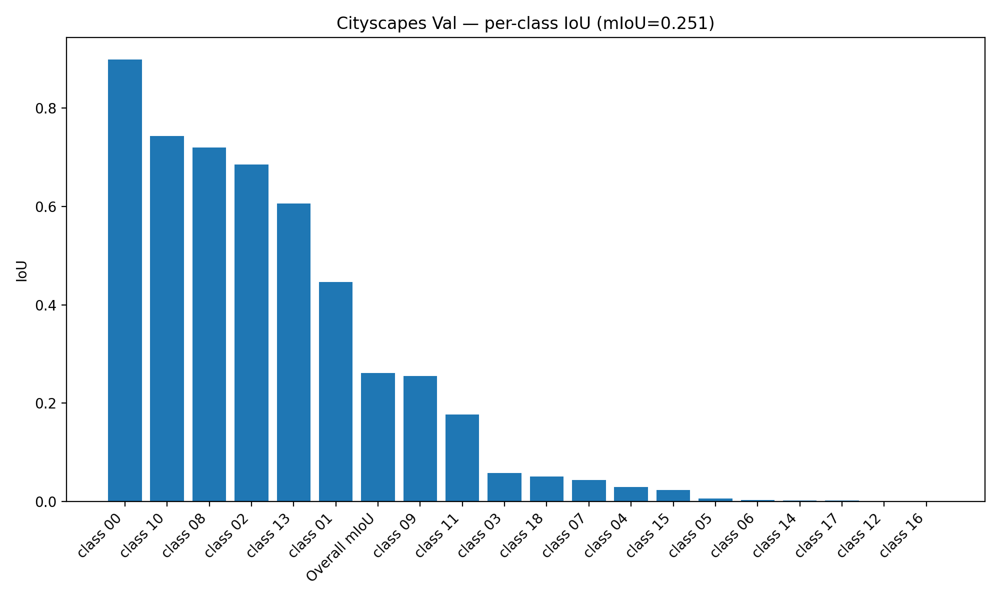 Cityscapes Val — per-class IoU (mIoU=0.251)
IoU
0.8
0.6
0.4
0.2
0.0
class 00
class 10
class 08
class 02
class 13
class 01
Overall mIoU
class 09
class 11
class 03
class 18
class 07
class 04
class 15
class 05
class 06
class 14
class 17
class 12
class 16